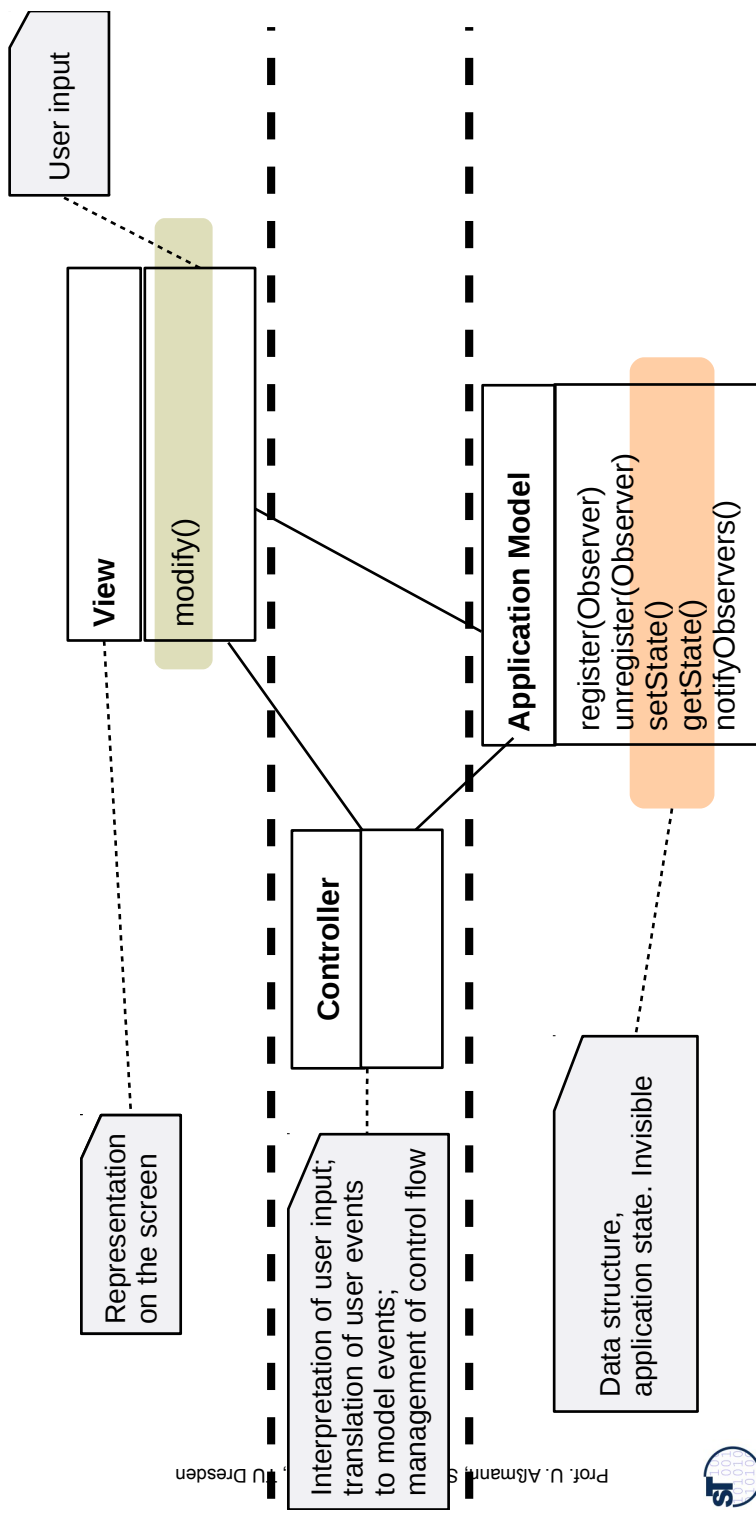 User input
View
modify()
Representation
on the screen
Controller
Interpretation of user input;
translation of user events
to model events;
management of control flow
Application Model
register(Observer)
unregister(Observer)
setState()
getState()
notifyObservers()
Data structure,
application state. Invisible
Prof. U. Aßmann, S
, TU Dresden
ST